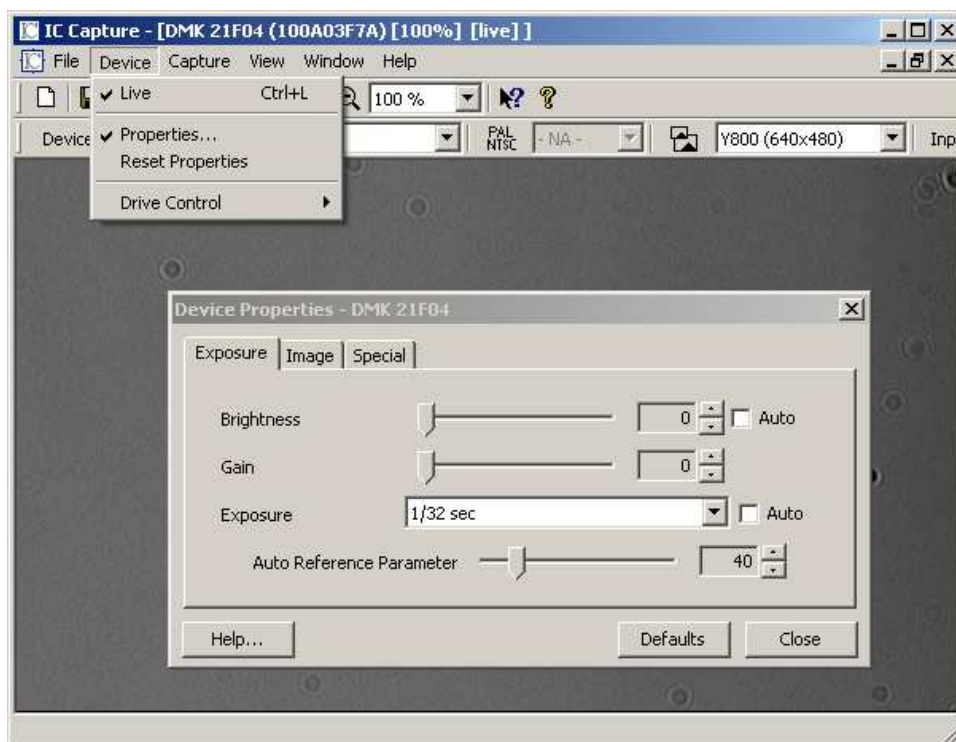 IC Capture - [DMK 21F04 (100A03F7A) [100%] [live] ]
File Device Capture View Window Help
Live Ctrl+L
100 %
Device
Properties...
PAL
NTSC
- NA -
Y800 (640x480)
Inp
Reset Properties
Drive Control
Device Properties - DMK 21F04
Exposure Image Special
Brightness 0 Auto
Gain 0
Exposure 1/32 sec Auto
Auto Reference Parameter 40
Help... Defaults Close